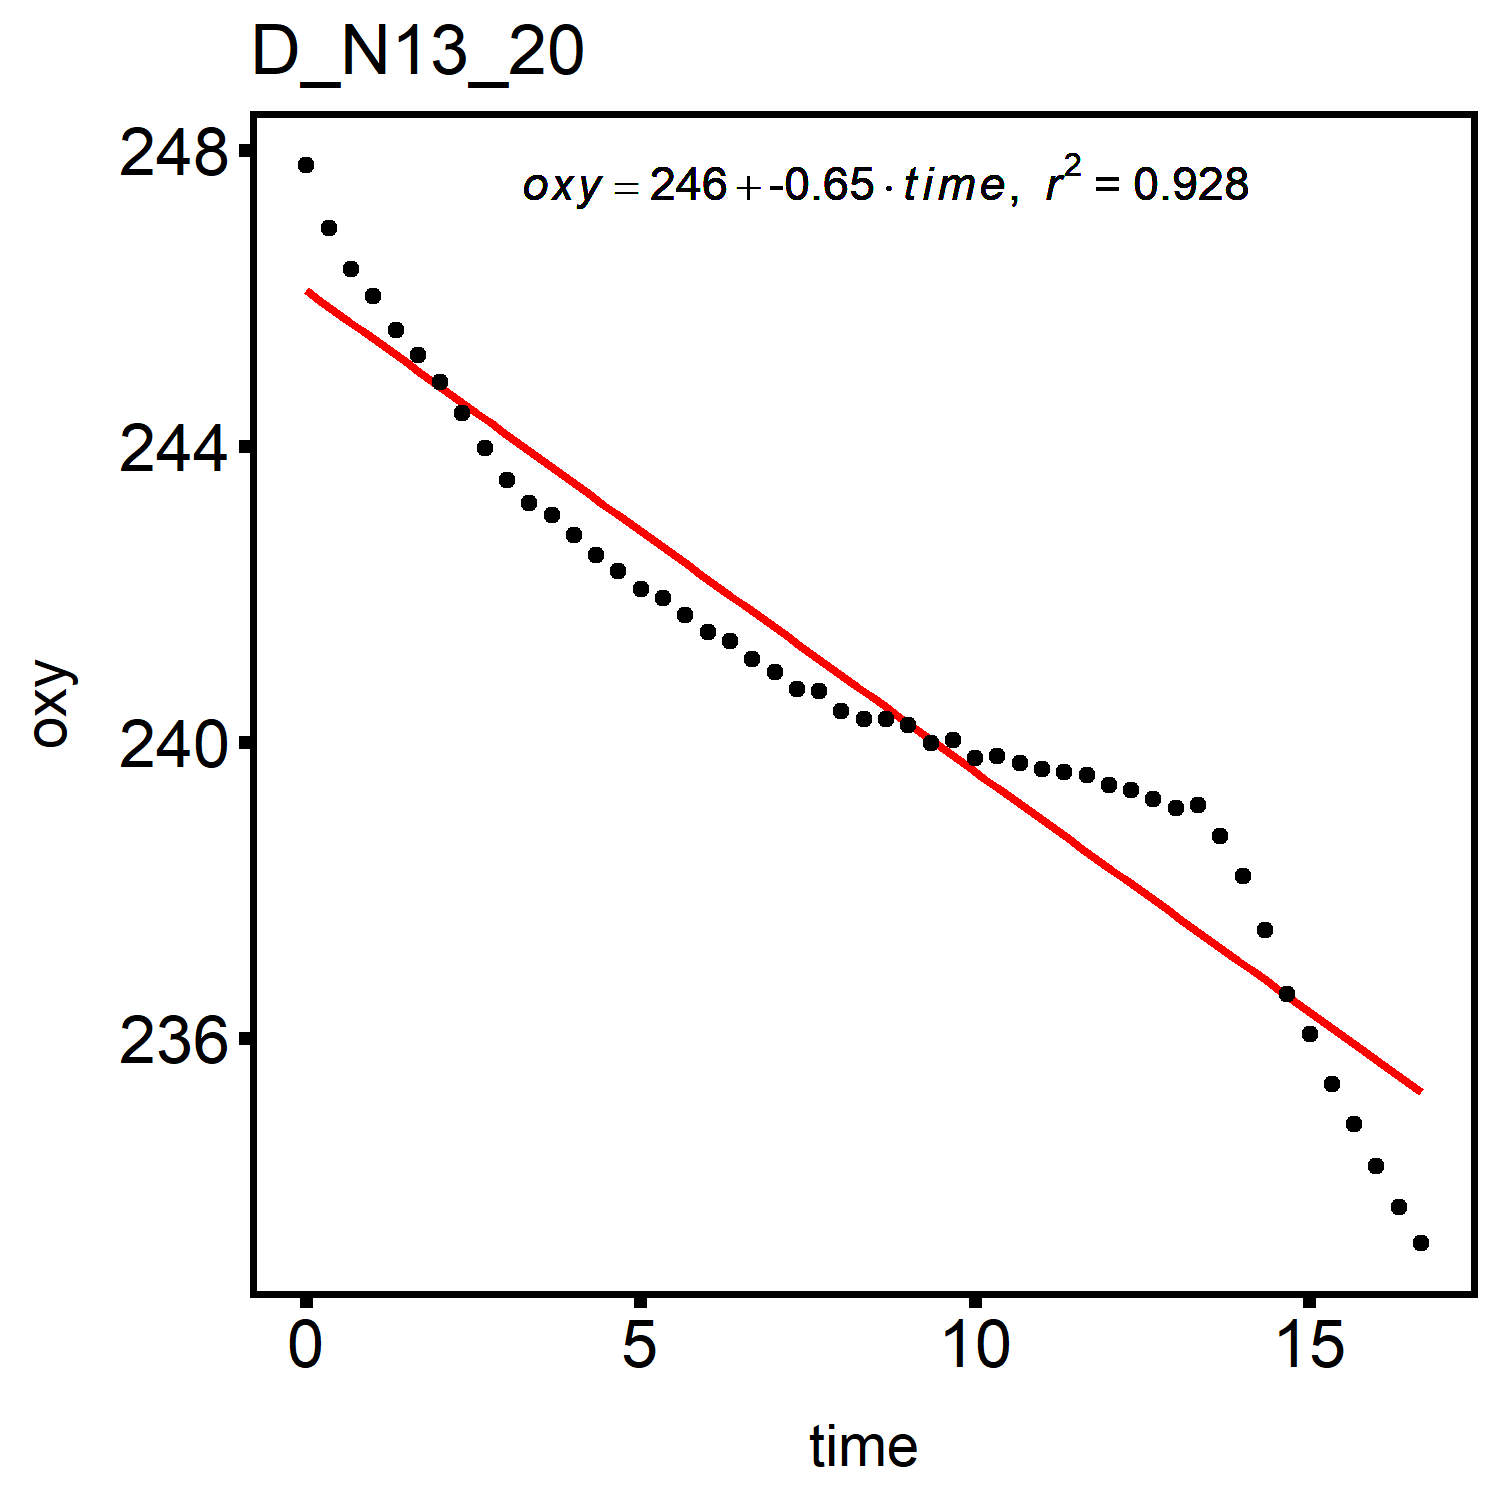 D_N13_20
oxy = 246 + -0.65 · time, r² = 0.928
248
244
240
236
oxy
0 5 10 15
time